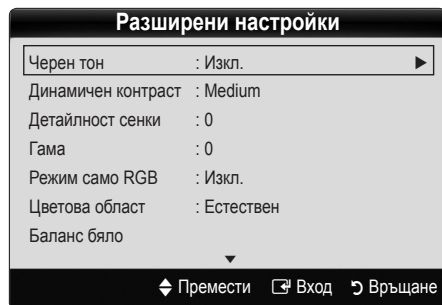 Разширени настройки
Черен тон : Изкл. ►
Динамичен контраст : Medium
Детайлност сенки : 0
Гама : 0
Режим само RGB : Изкл.
Цветова област : Естествен
Баланс бяло
▼
Премести Вход Връщане